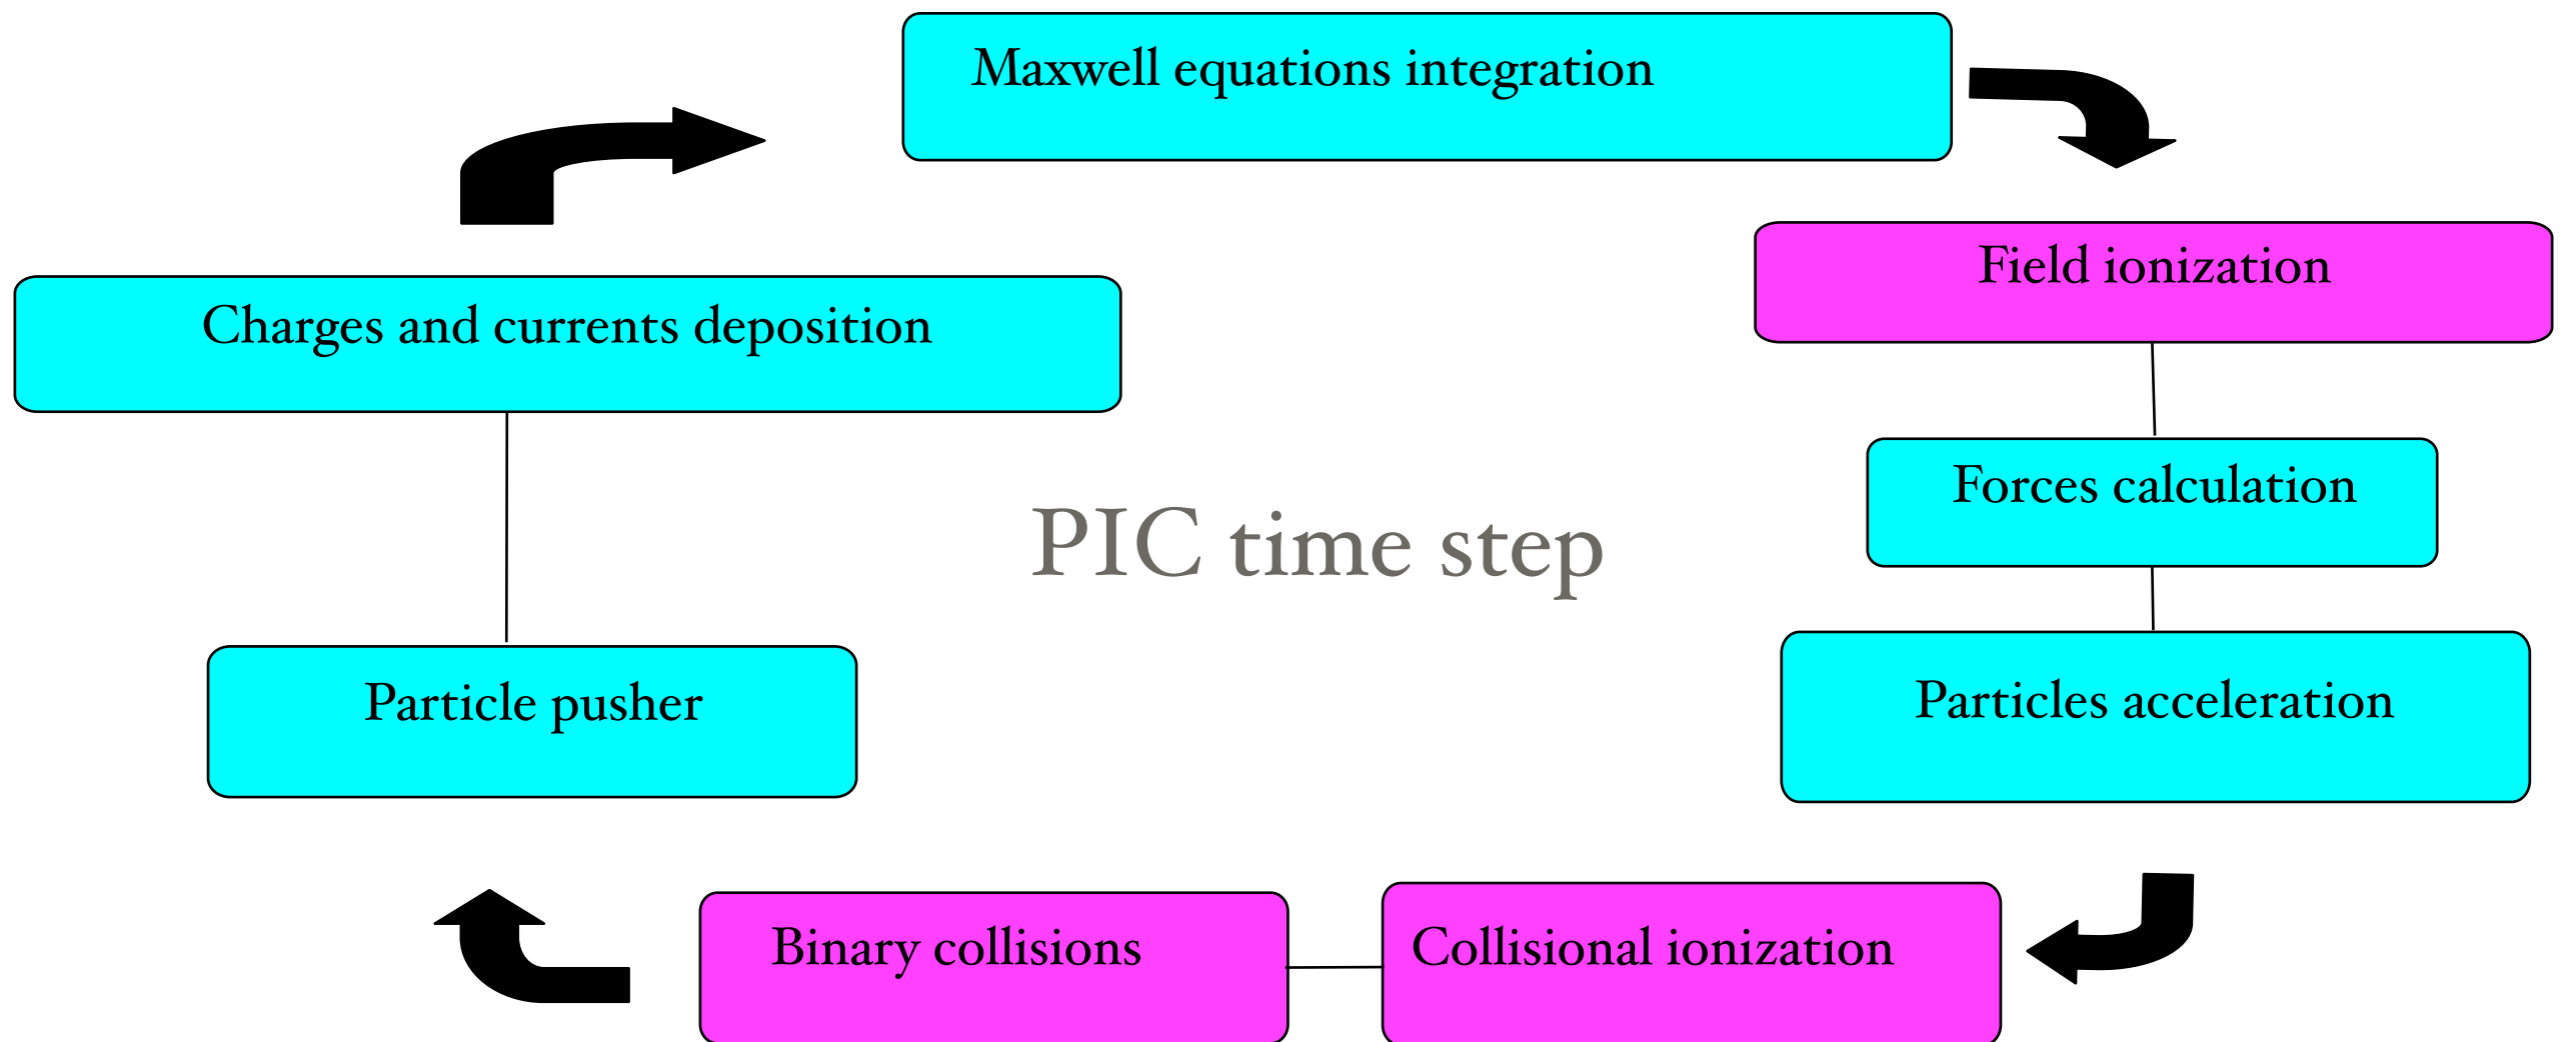 Maxwell equations integration
Field ionization
Charges and currents deposition
Forces calculation
PIC time step
Particle pusher
Particles acceleration
Binary collisions
Collisional ionization